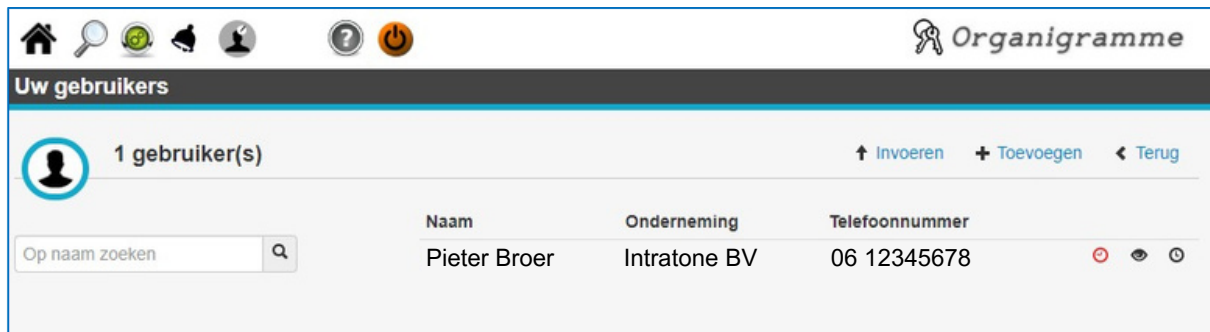 Organigramme
Uw gebruikers
1 gebruiker(s)
Invoeren Toevoegen Terug
Naam Onderneming Telefoonnummer
Op naam zoeken
Pieter Broer Intratone BV 06 12345678